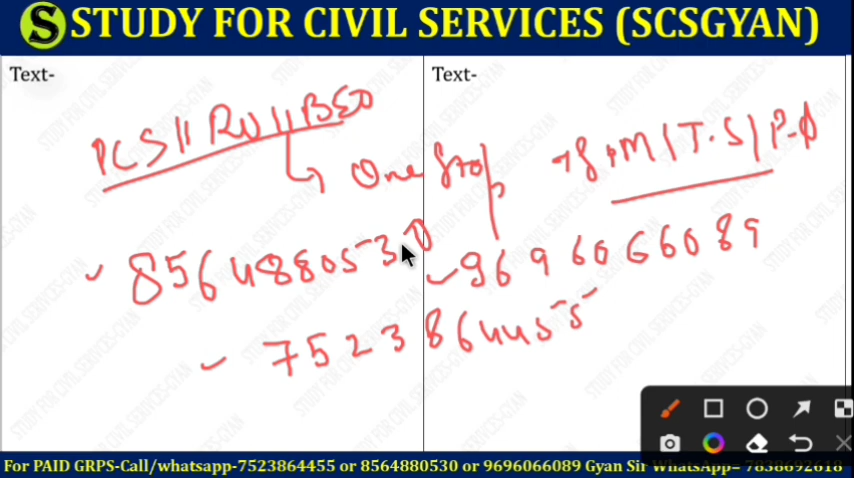 STUDY FOR CIVIL SERVICES (SCSGYAN)
Text-
Text-
PCS || RO || BEO
One Stop
M | T.S | P-
8564880530
9696066089
7523864455
For PAID GRPS-Call/whatsapp-7523864455 or 8564880530 or 9696066089 Gyan Sir WhatsApp= 7838692618